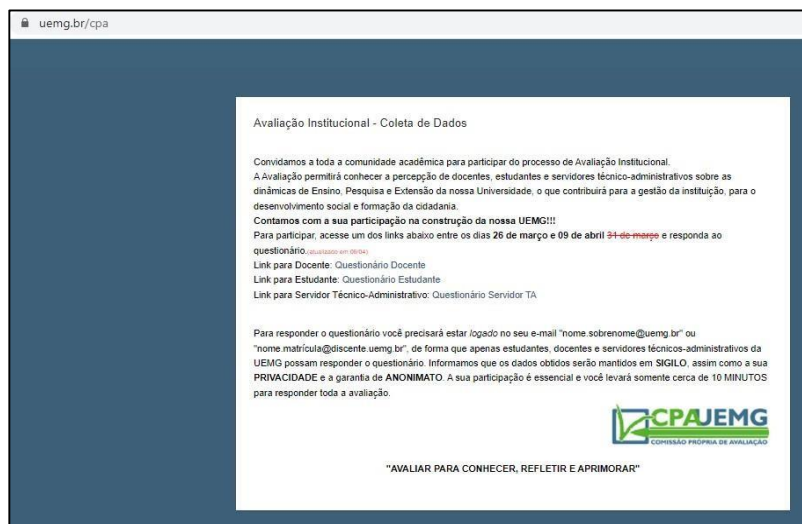 uemg.br/cpa
Avaliação Institucional - Coleta de Dados
Convidamos a toda a comunidade acadêmica para participar do processo de Avaliação Institucional.
A Avaliação permitirá conhecer a percepção de docentes, estudantes e servidores técnico-administrativos sobre as
dinâmicas de Ensino, Pesquisa e Extensão da nossa Universidade, o que contribuirá para a gestão da instituição, para o
desenvolvimento social e formação da cidadania.
Contamos com a sua participação na construção da nossa UEMG!!!
Para participar, acesse um dos links abaixo entre os dias 26 de março e 09 de abril 31 de março e responda ao
questionário.(atualizado em 06/04)
Link para Docente: Questionário Docente
Link para Estudante: Questionário Estudante
Link para Servidor Técnico-Administrativo: Questionário Servidor TA
Para responder o questionário você precisará estar logado no seu e-mail "nome.sobrenome@uemg.br" ou
"nome.matrícula@discente.uemg.br", de forma que apenas estudantes, docentes e servidores técnicos-administrativos da
UEMG possam responder o questionário. Informamos que os dados obtidos serão mantidos em SIGILO, assim como a sua
PRIVACIDADE e a garantia de ANONIMATO. A sua participação é essencial e você levará somente cerca de 10 MINUTOS
para responder toda a avaliação.
CPAUEMG
COMISSÃO PRÓPRIA DE AVALIAÇÃO
"AVALIAR PARA CONHECER, REFLETIR E APRIMORAR"